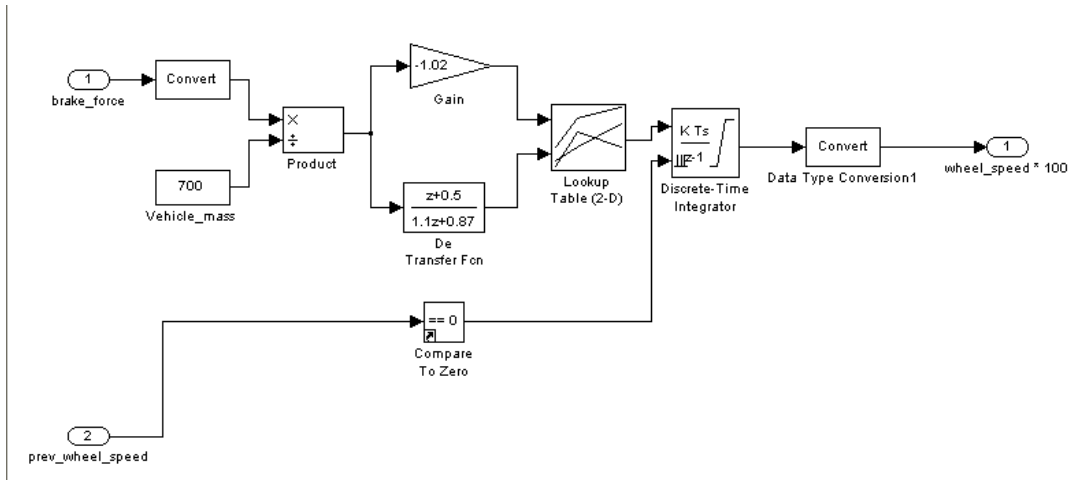 1
brake_force
Convert
700
Vehicle_mass
×
÷
Product
-1.02
Gain
z+0.5
1.1z+0.87
De
Transfer Fcn
Lookup
Table (2-D)
K Ts
z-1
Discrete-Time
Integrator
Convert
Data Type Conversion1
1
wheel_speed * 100
== 0
Compare
To Zero
2
prev_wheel_speed